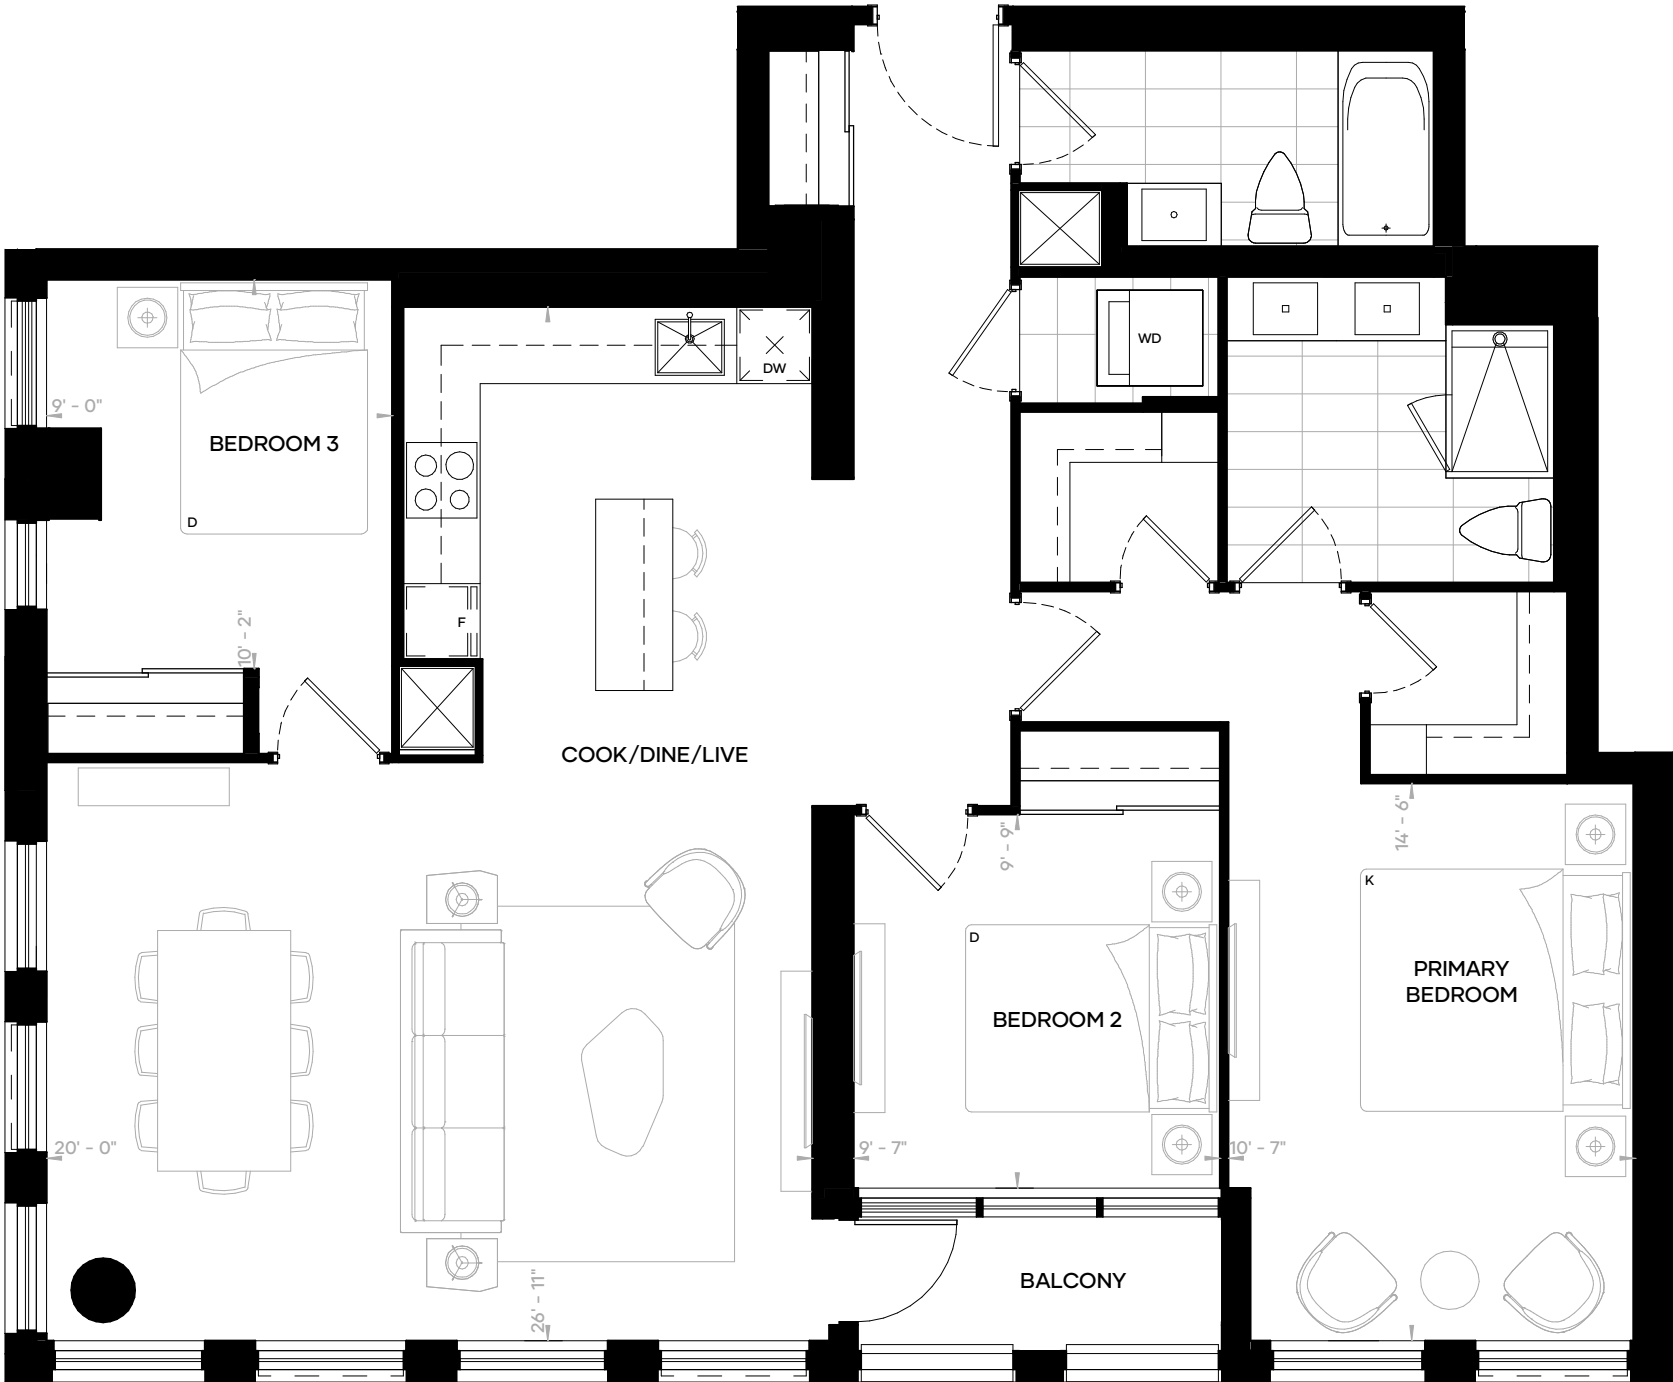 WD
DW
9' - 0"
BEDROOM 3
D
F
10' - 2"
COOK/DINE/LIVE
14' - 6"
9' - 9"
K
D
PRIMARY
BEDROOM
BEDROOM 2
20' - 0"
9' - 7"
10' - 7"
BALCONY
26' - 11"